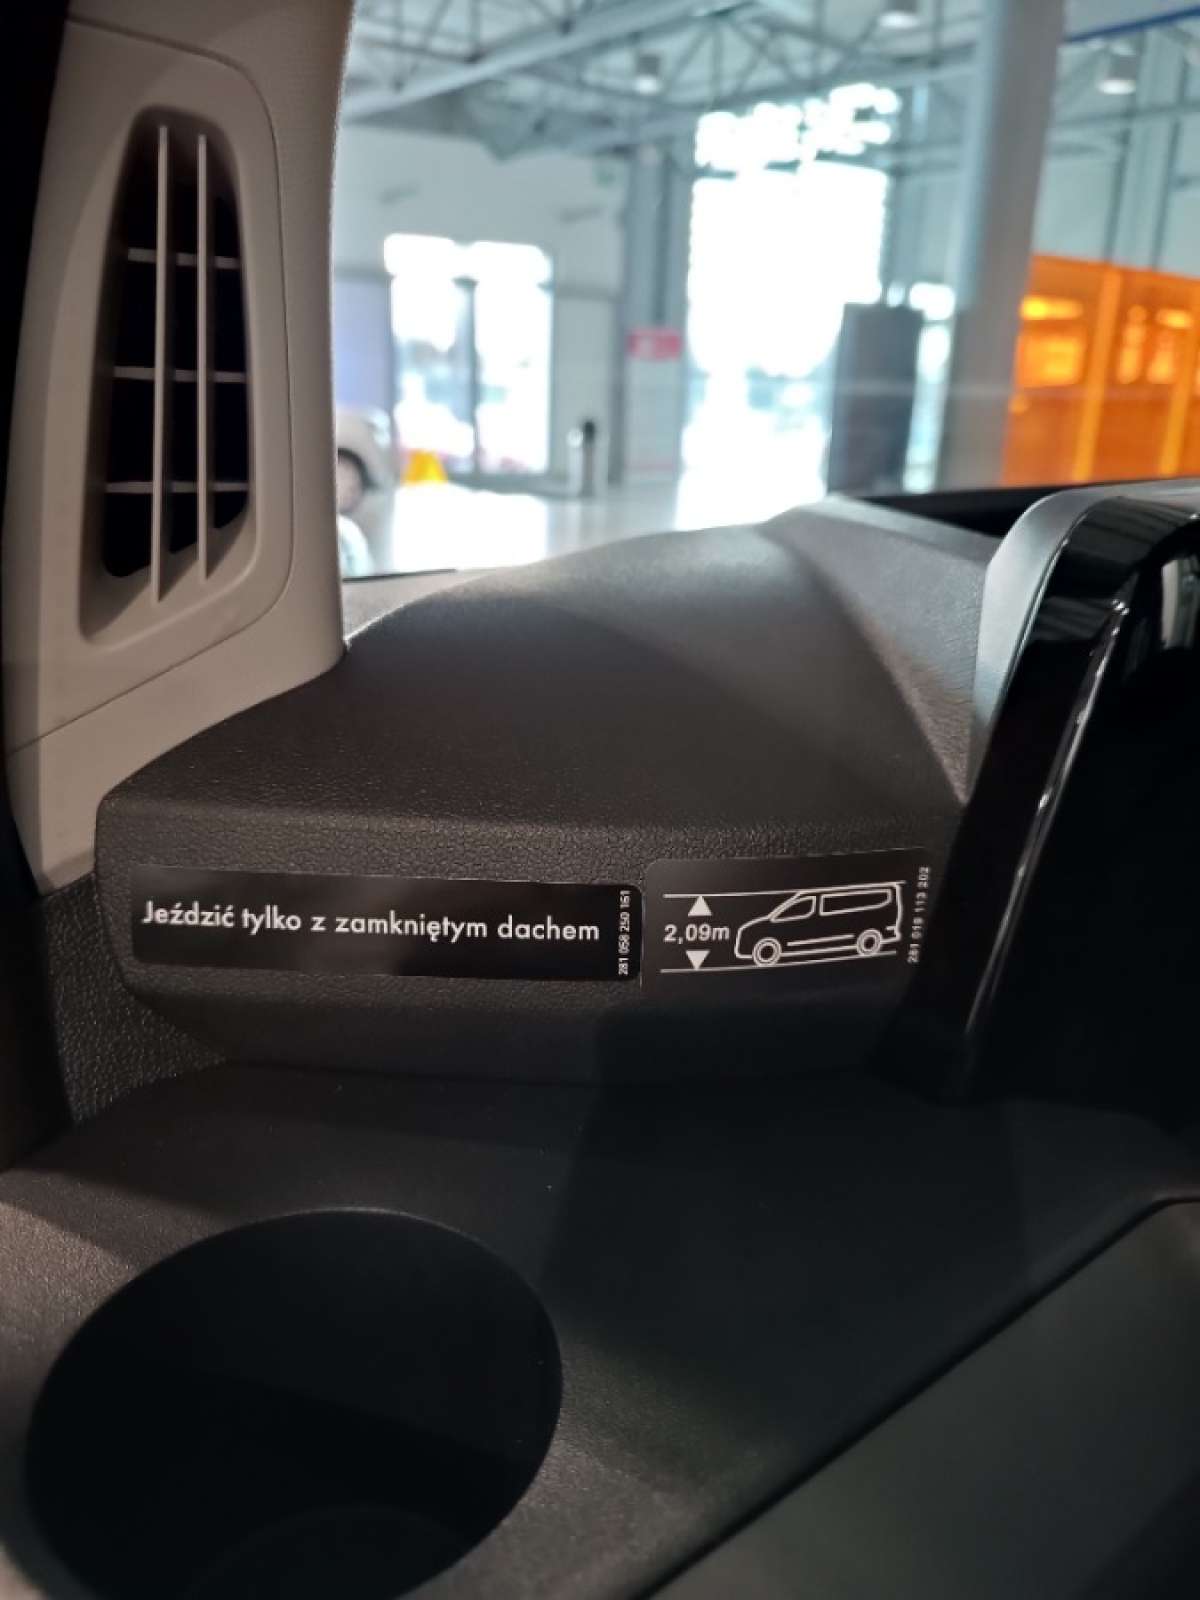 Jeździć tylko z zamkniętym dachem
281 058 250 161
2,09m
281 019 113 202